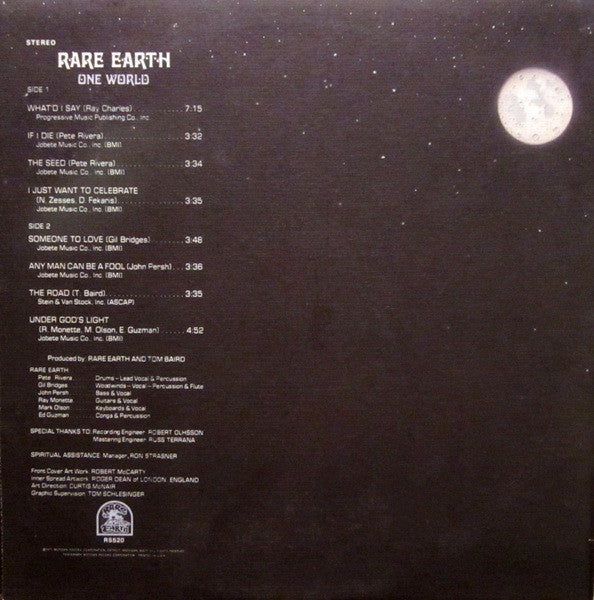 STEREO
RARE EARTH
ONE WORLD
SIDE 1
WHAT'D I SAY (Ray Charles) . . . . . . . . . . 7:15
Progressive Music Publishing Co., Inc.
IF I DIE (Pete Rivera) . . . . . . . . . . . . . . 3:32
Jobete Music Co., Inc. (BMI)
THE SEED (Pete Rivera) . . . . . . . . . . . . . 3:34
Jobete Music Co., Inc. (BMI)
I JUST WANT TO CELEBRATE
(N. Zesses, D. Fekaris) . . . . . . . . . . . 3:35
Jobete Music Co., Inc. (BMI)
SIDE 2
SOMEONE TO LOVE (Gil Bridges) . . . . . . . 3:48
Jobete Music Co., Inc. (BMI)
ANY MAN CAN BE A FOOL (John Persh) . . . 3:36
Jobete Music Co., Inc. (BMI)
THE ROAD (T. Baird) . . . . . . . . . . . . . . . 3:35
Stein & Van Stock, Inc. (ASCAP)
UNDER GOD'S LIGHT
(R. Monette, M. Olson, E. Guzman) . . . . . . 4:52
Jobete Music Co., Inc. (BMI)
Produced by: RARE EARTH AND TOM BAIRD
RARE EARTH
Pete Rivera Drums – Lead Vocal & Percussion
Gil Bridges Woodwinds – Vocal – Percussion & Flute
John Persh Bass & Vocal
Ray Monette Guitars & Vocal
Mark Olson Keyboards & Vocal
Ed Guzman Conga & Percussion
SPECIAL THANKS TO: Recording Engineer: ROBERT OLHSSON
Mastering Engineer: RUSS TERRANA
SPIRITUAL ASSISTANCE: Manager, RON STRASNER
Front Cover Art Work: ROBERT McCARTY
Inner Spread Artwork: ROGER DEAN of LONDON, ENGLAND
Art Direction: CURTIS McNAIR
Graphic Supervision: TOM SCHLESINGER
RARE EARTH
RS520